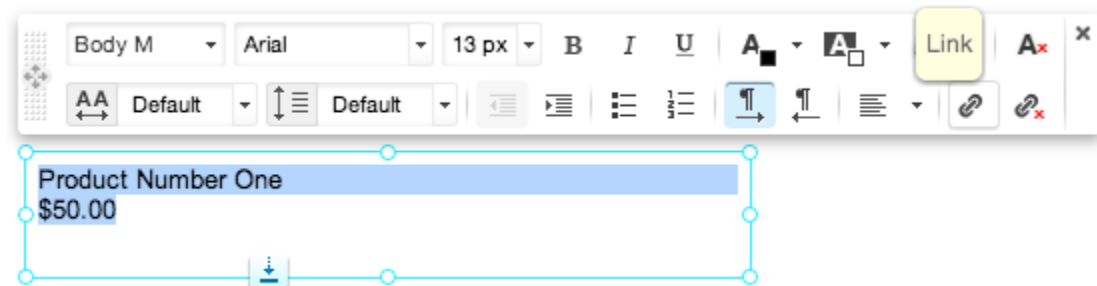 Body M Arial 13 px B I U A A Link A×
AA Default Default
Product Number One
$50.00